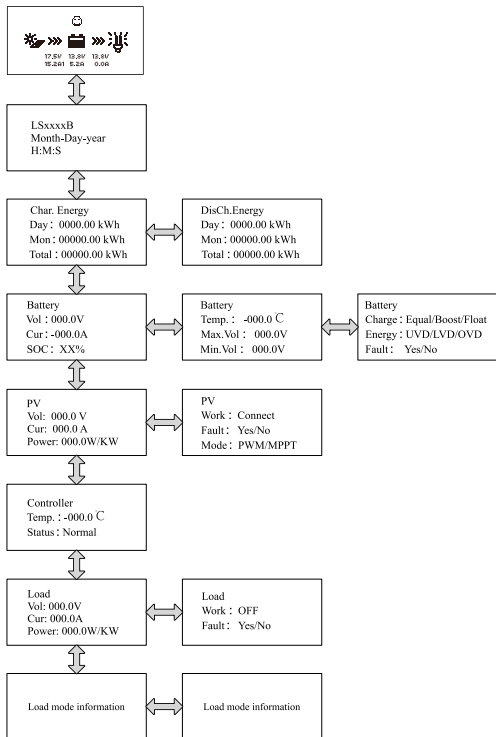 17.5V 13.8V 13.8V
15.2A1 5.2A 0.0A
LSxxxxB
Month-Day-year
H:M:S
Char. Energy
Day：0000.00 kWh
Mon：00000.00 kWh
Total：00000.00 kWh
DisCh.Energy
Day：0000.00 kWh
Mon：00000.00 kWh
Total：00000.00 kWh
Battery
Vol：000.0V
Cur：-000.0A
SOC：XX%
Battery
Temp.： -000.0℃
Max.Vol： 000.0V
Min.Vol： 000.0V
Battery
Charge：Equal/Boost/Float
Energy：UVD/LVD/OVD
Fault： Yes/No
PV
Vol: 000.0 V
Cur: 000.0 A
Power: 000.0W/KW
PV
Work： Connect
Fault： Yes/No
Mode： PWM/MPPT
Controller
Temp.：-000.0℃
Status：Normal
Load
Vol: 000.0V
Cur: 000.0A
Power: 000.0W/KW
Load
Work： OFF
Fault： Yes/No
Load mode information
Load mode information